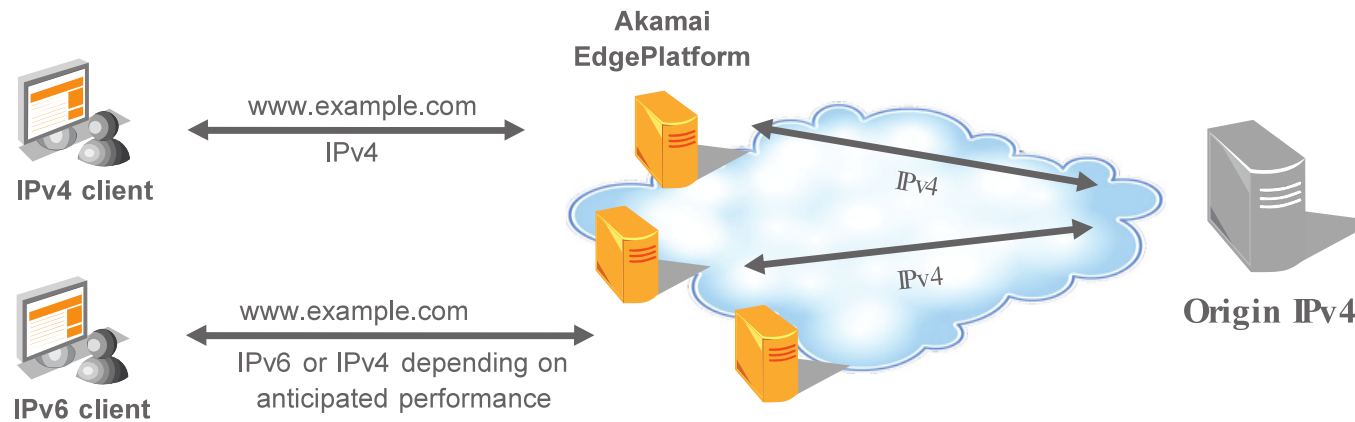 Akamai
EdgePlatform
www.example.com
IPv4
IPv4 client
IPv4
IPv4
Origin IPv4
www.example.com
IPv6 or IPv4 depending on
anticipated performance
IPv6 client